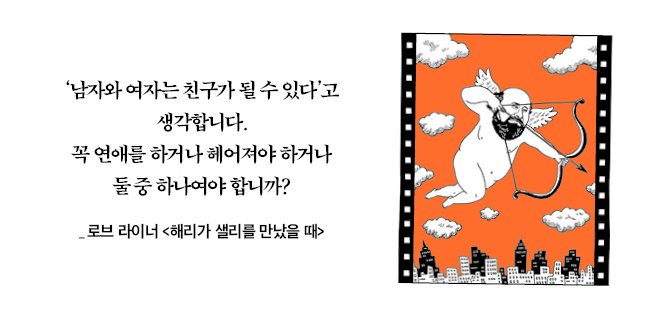 ‘남자와 여자는 친구가 될 수 있다’고
생각합니다.
꼭 연애를 하거나 헤어져야 하거나
둘 중 하나여야 합니까?
_로브 라이너 <해리가 샐리를 만났을 때>